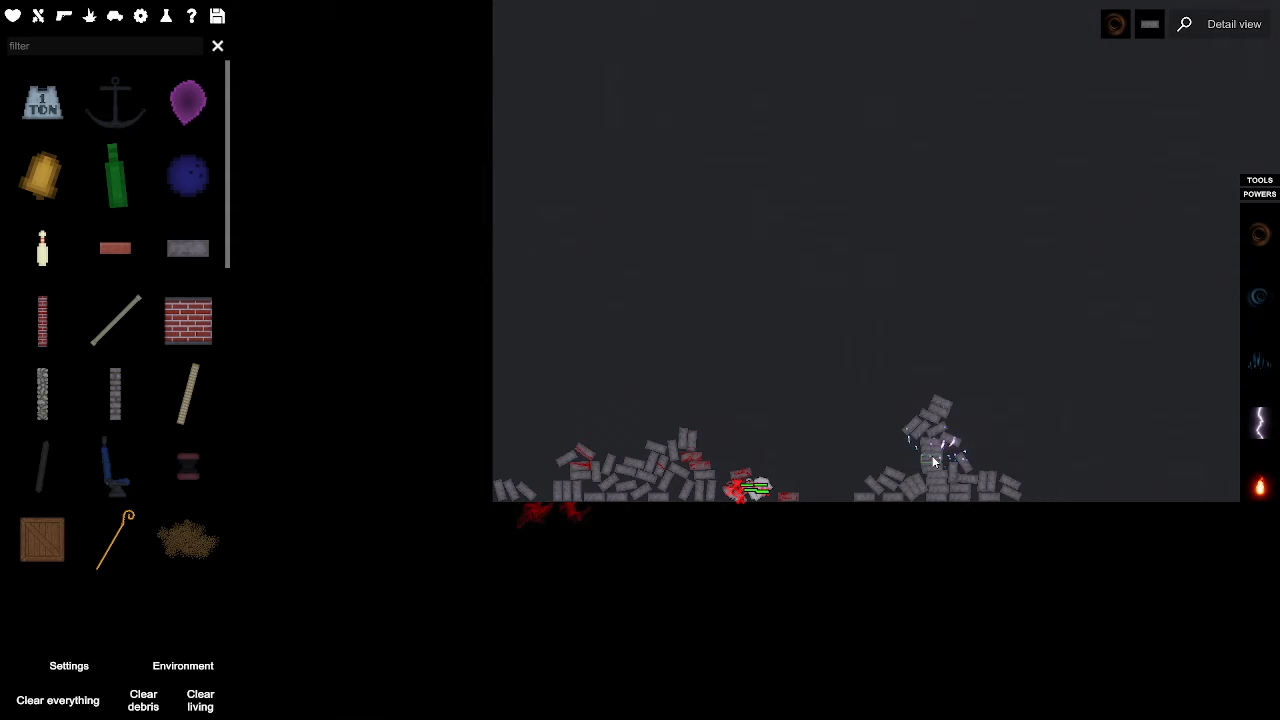 filter
Detail view
1
TON
TOOLS
POWERS
Settings
Environment
Clear everything
Clear
debris
Clear
living